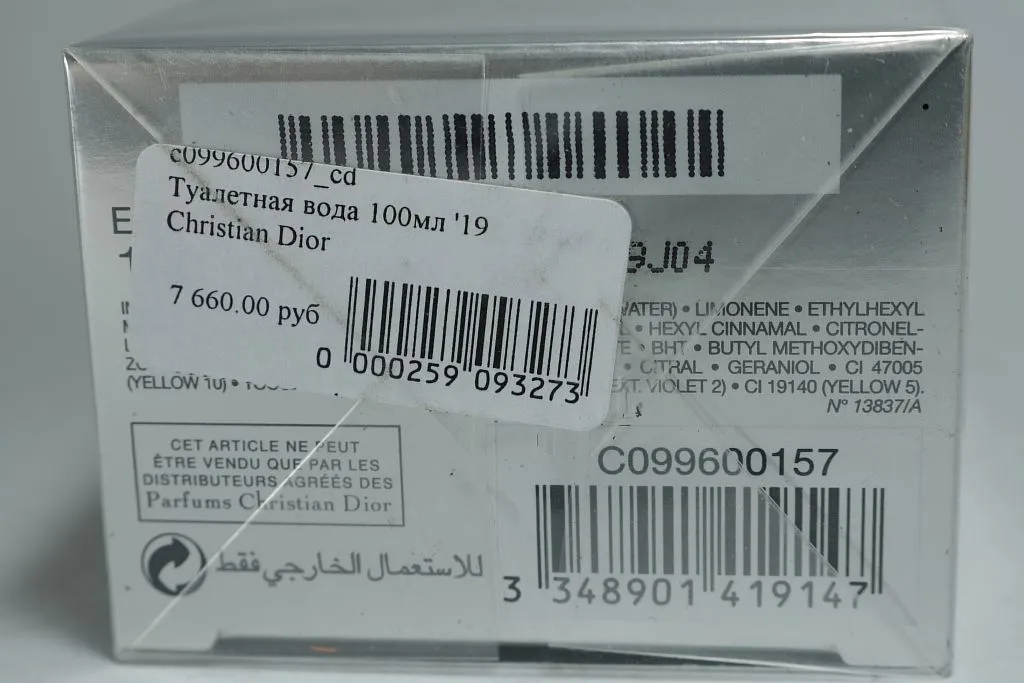 c099600157_cd
Туалетная вода 100мл '19
Christian Dior
7 660.00 руб
0 000259 093273
9J04
LIMONENE • ETHYLHEXYL
• HEXYL CINNAMAL • CITRONEL-
• BHT • BUTYL METHOXYDIBEN-
• CITRAL • GERANIOL • CI 47005
(YELLOW 10) • EXT. VIOLET 2) • CI 19140 (YELLOW 5).
N° 13837/A
CET ARTICLE NE PEUT
ÊTRE VENDU QUE PAR LES
DISTRIBUTEURS AGRÉÉS DES
Parfums Christian Dior
للاستعمال الخارجي فقط
C099600157
3 348901 419147